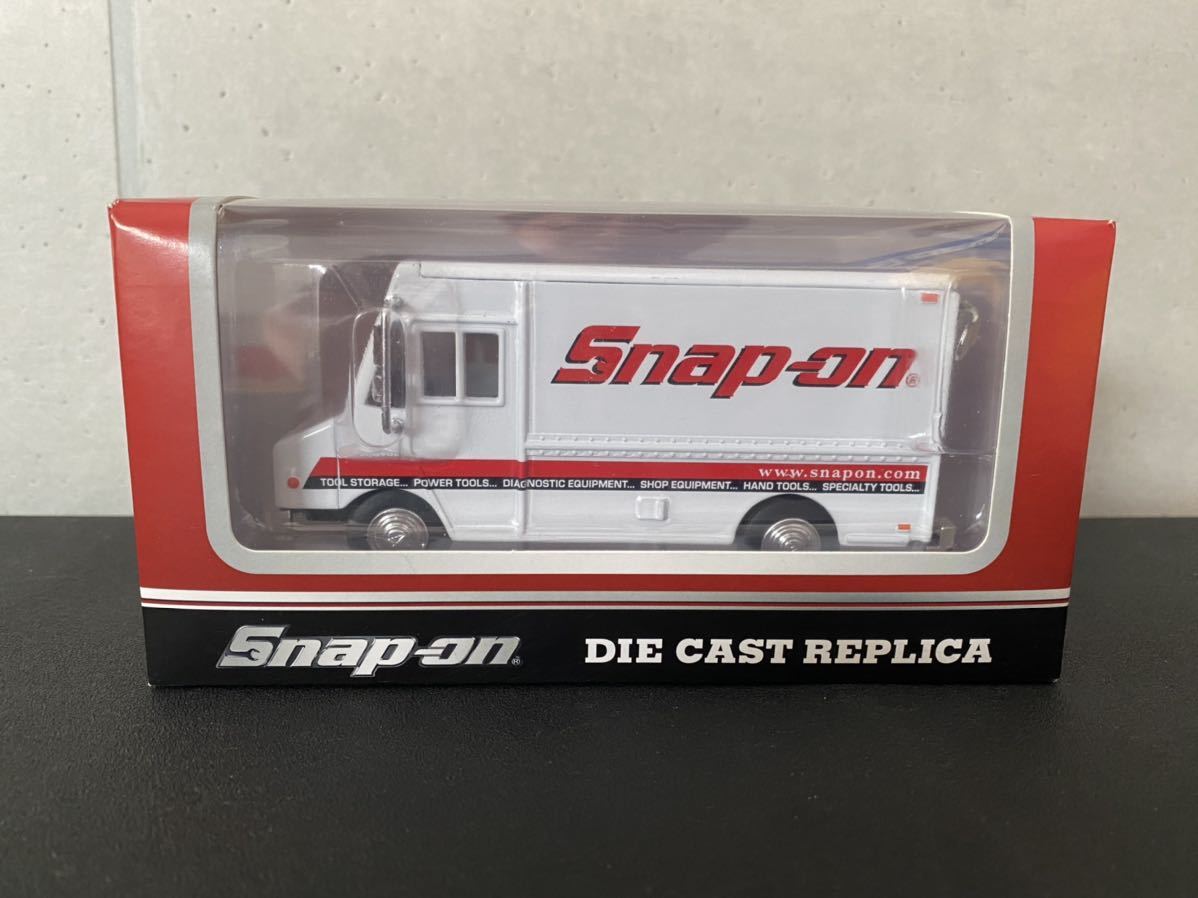 Snap-on®
www.snapon.com
TOOL STORAGE... POWER TOOLS... DIAGNOSTIC EQUIPMENT... SHOP EQUIPMENT... HAND TOOLS... SPECIALTY TOOLS...
Snap-on® DIE CAST REPLICA